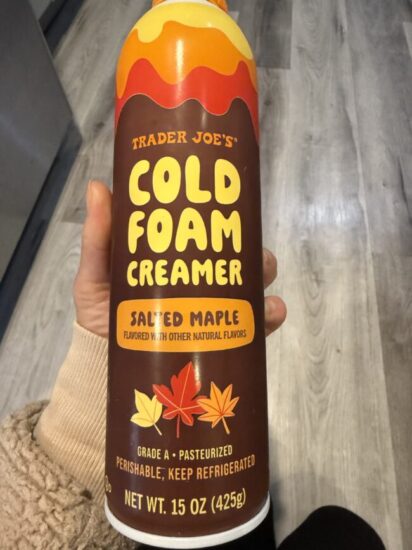 TRADER JOE'S
COLD
FOAM
CREAMER
SALTED MAPLE
FLAVORED WITH OTHER NATURAL FLAVORS
GRADE A • PASTEURIZED
PERISHABLE, KEEP REFRIGERATED
NET WT. 15 OZ (425g)